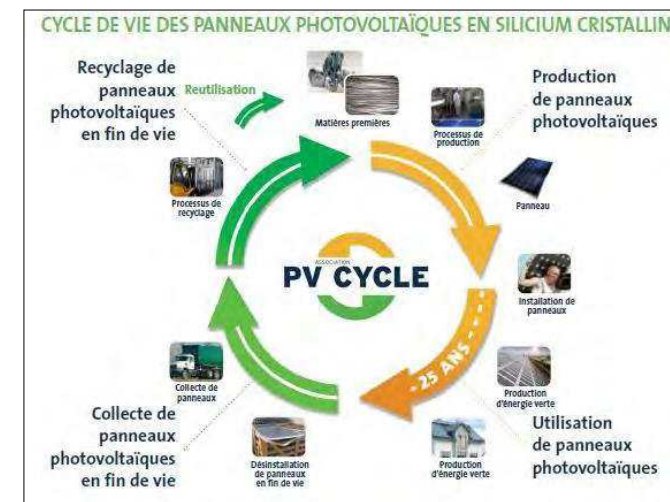 CYCLE DE VIE DES PANNEAUX PHOTOVOLTAÏQUES EN SILICIUM CRISTALLIN
Recyclage de
panneaux
photovoltaïques
en fin de vie
Reutilisation
Matières premières
Processus de
production
Production
de panneaux
photovoltaïques
Processus de
recyclage
Panneau
ASSOCIATION
PV CYCLE
Installation de
panneaux
- 25 ANS -
Production
d'énergie verte
Collecte de
panneaux
Collecte de
panneaux
photovoltaïques
en fin de vie
Désinstallation
de panneaux
en fin de vie
Production
d'énergie verte
Utilisation
de panneaux
photovoltaïques